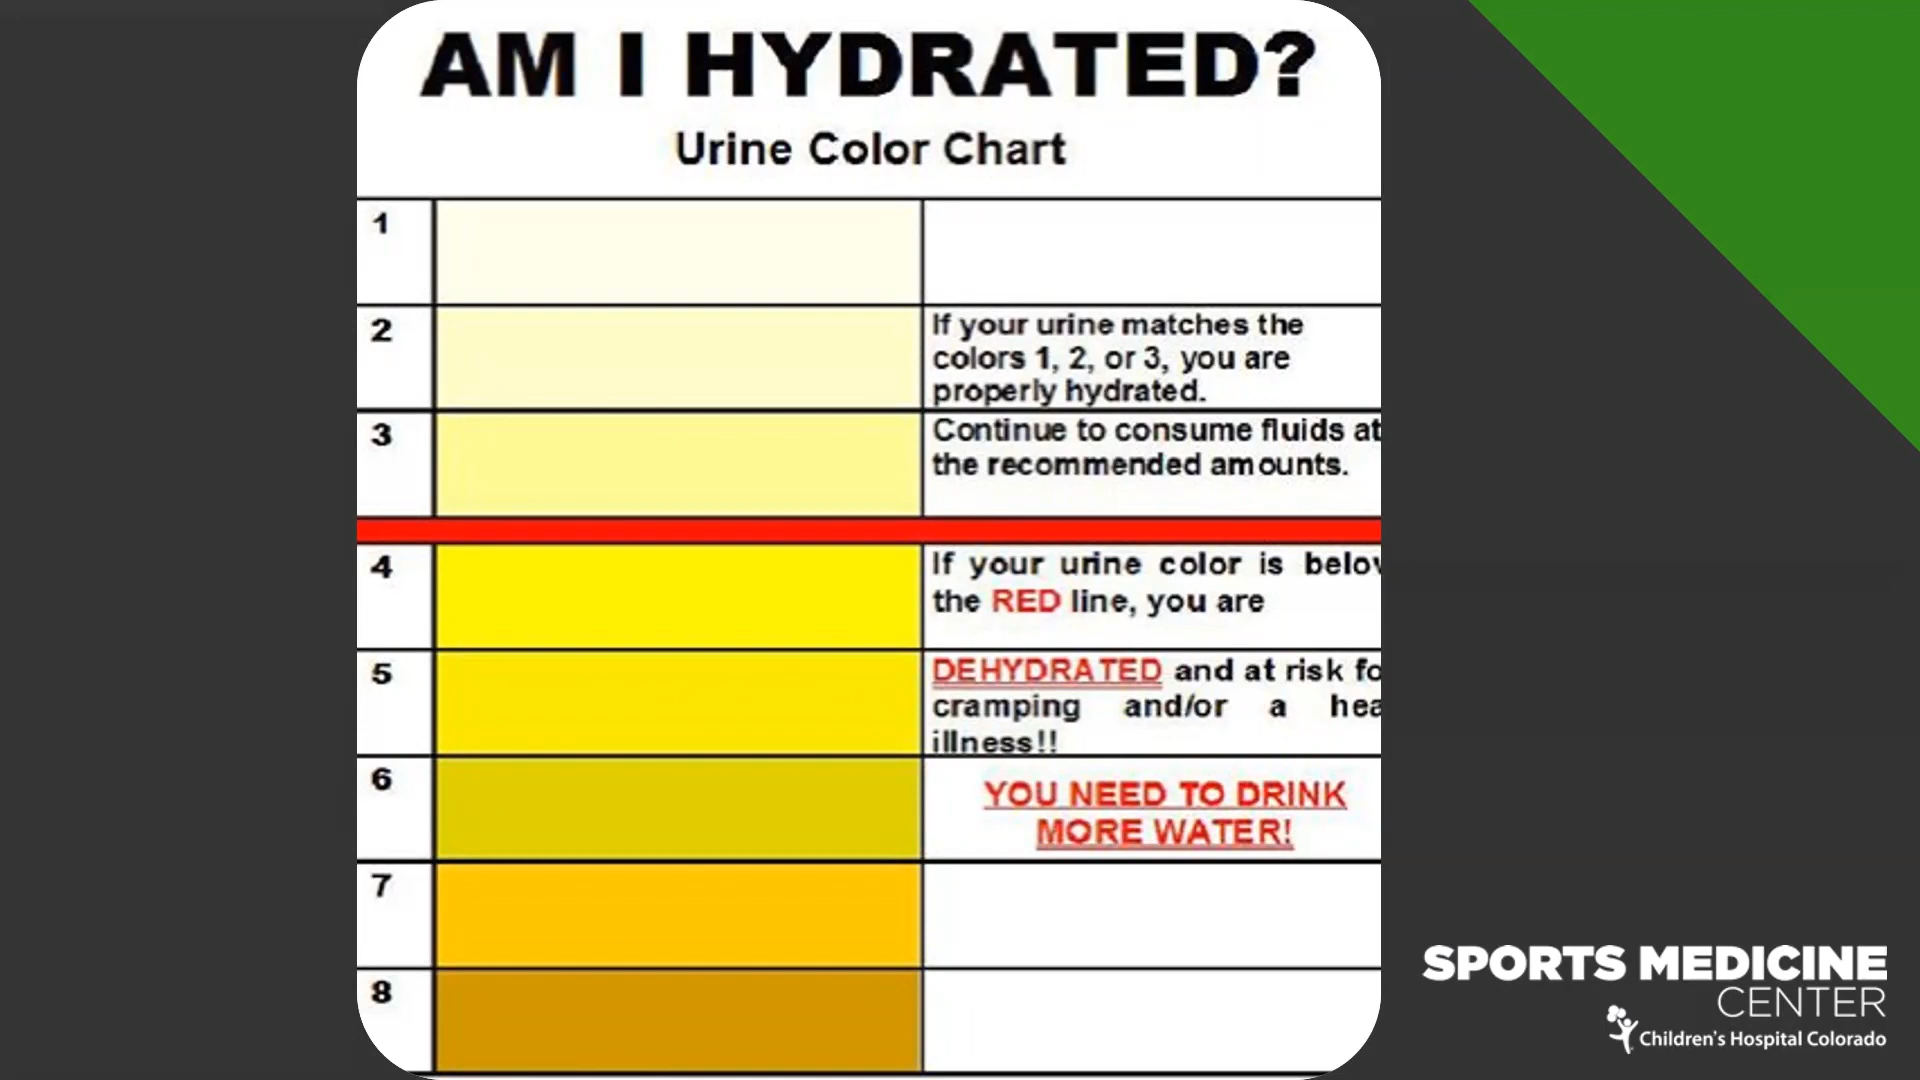 AM I HYDRATED?
Urine Color Chart
1
2
If your urine matches the
colors 1, 2, or 3, you are
properly hydrated.
3
Continue to consume fluids at
the recommended amounts.
4
If your urine color is below
the RED line, you are
5
DEHYDRATED and at risk fo
cramping and/or a hea
illness!!
6
YOU NEED TO DRINK
MORE WATER!
7
8
SPORTS MEDICINE
CENTER
Children's Hospital Colorado